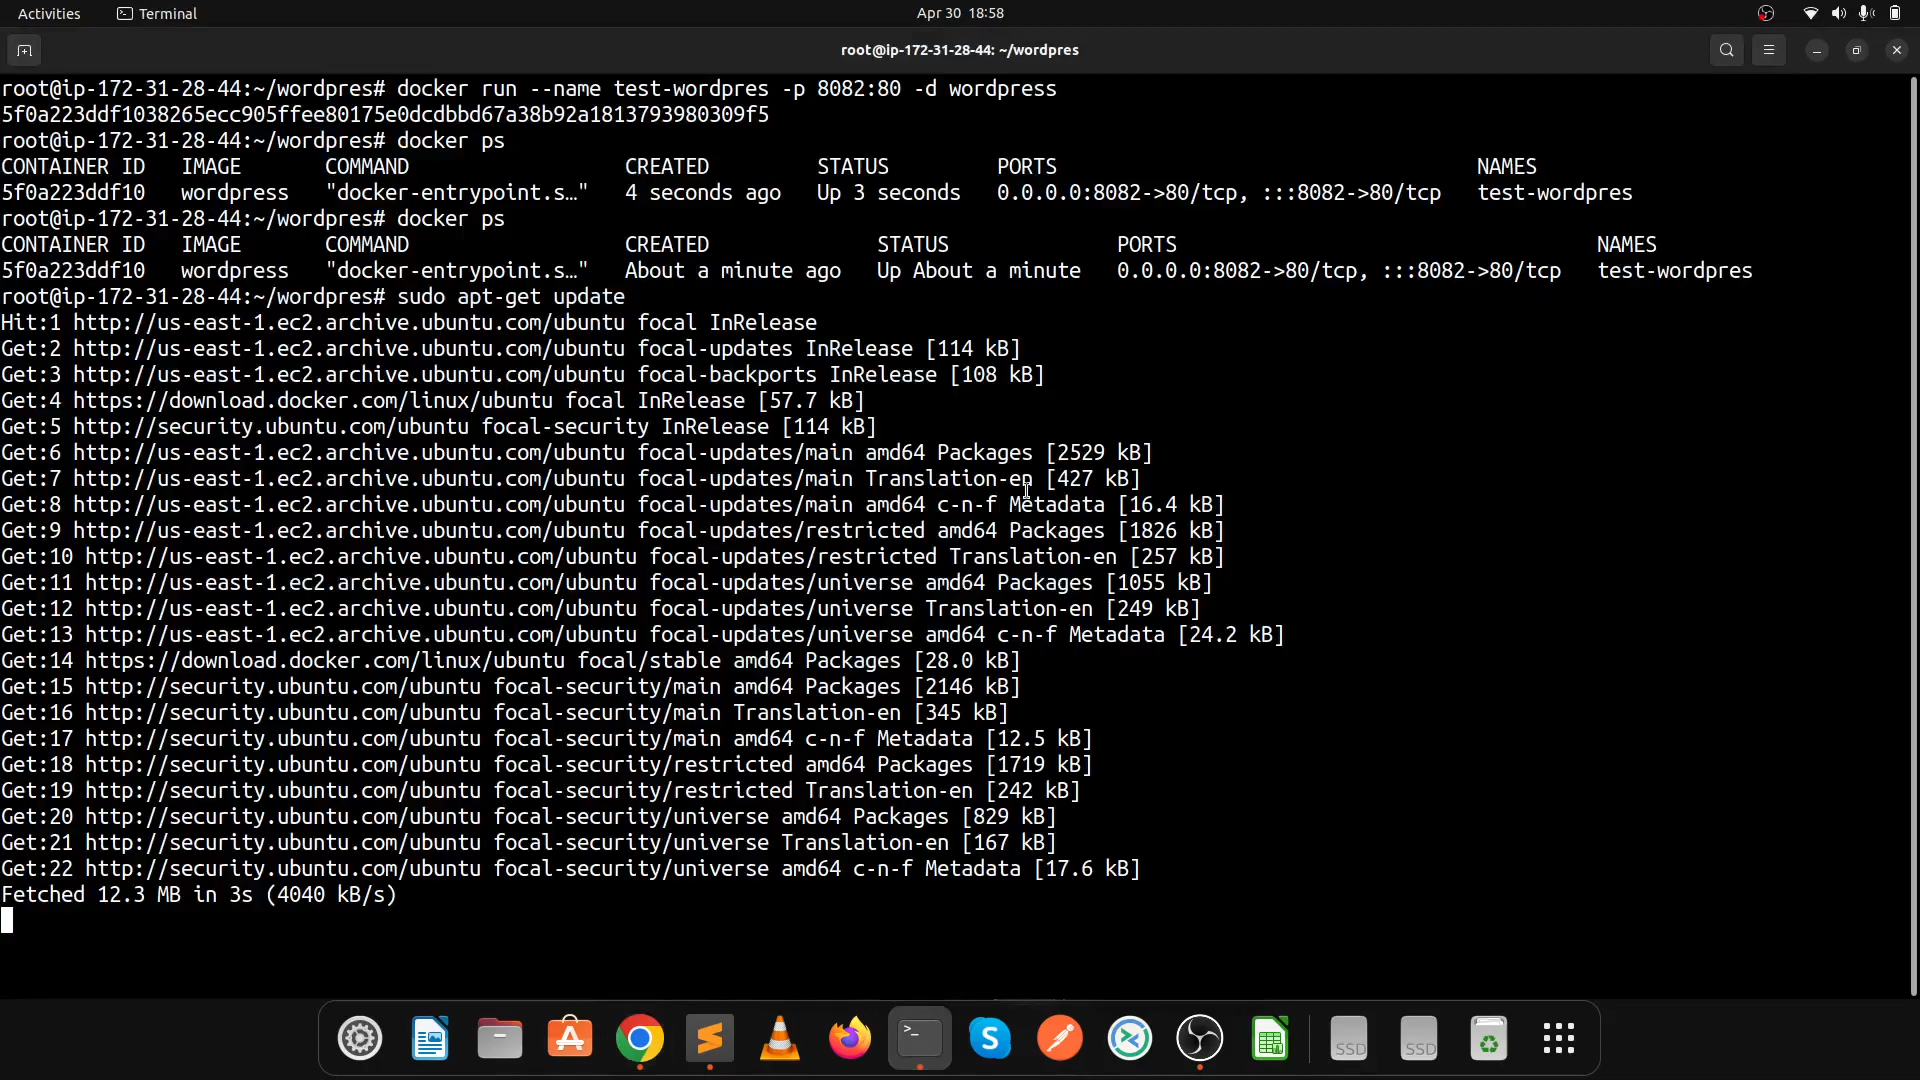 Activities
Terminal
Apr 30 18:58
root@ip-172-31-28-44: ~/wordpres
root@ip-172-31-28-44:~/wordpres# docker run --name test-wordpres -p 8082:80 -d wordpress
5f0a223ddf1038265ecc905ffee80175e0dcdbbd67a38b92a1813793980309f5
root@ip-172-31-28-44:~/wordpres# docker ps
CONTAINER ID   IMAGE       COMMAND                  CREATED         STATUS         PORTS                                   NAMES
5f0a223ddf10   wordpress   "docker-entrypoint.s…"   4 seconds ago   Up 3 seconds   0.0.0.0:8082->80/tcp, :::8082->80/tcp   test-wordpres
root@ip-172-31-28-44:~/wordpres# docker ps
CONTAINER ID   IMAGE       COMMAND                  CREATED              STATUS              PORTS                                   NAMES
5f0a223ddf10   wordpress   "docker-entrypoint.s…"   About a minute ago   Up About a minute   0.0.0.0:8082->80/tcp, :::8082->80/tcp   test-wordpres
root@ip-172-31-28-44:~/wordpres# sudo apt-get update
Hit:1 http://us-east-1.ec2.archive.ubuntu.com/ubuntu focal InRelease
Get:2 http://us-east-1.ec2.archive.ubuntu.com/ubuntu focal-updates InRelease [114 kB]
Get:3 http://us-east-1.ec2.archive.ubuntu.com/ubuntu focal-backports InRelease [108 kB]
Get:4 https://download.docker.com/linux/ubuntu focal InRelease [57.7 kB]
Get:5 http://security.ubuntu.com/ubuntu focal-security InRelease [114 kB]
Get:6 http://us-east-1.ec2.archive.ubuntu.com/ubuntu focal-updates/main amd64 Packages [2529 kB]
Get:7 http://us-east-1.ec2.archive.ubuntu.com/ubuntu focal-updates/main Translation-en [427 kB]
Get:8 http://us-east-1.ec2.archive.ubuntu.com/ubuntu focal-updates/main amd64 c-n-f Metadata [16.4 kB]
Get:9 http://us-east-1.ec2.archive.ubuntu.com/ubuntu focal-updates/restricted amd64 Packages [1826 kB]
Get:10 http://us-east-1.ec2.archive.ubuntu.com/ubuntu focal-updates/restricted Translation-en [257 kB]
Get:11 http://us-east-1.ec2.archive.ubuntu.com/ubuntu focal-updates/universe amd64 Packages [1055 kB]
Get:12 http://us-east-1.ec2.archive.ubuntu.com/ubuntu focal-updates/universe Translation-en [249 kB]
Get:13 http://us-east-1.ec2.archive.ubuntu.com/ubuntu focal-updates/universe amd64 c-n-f Metadata [24.2 kB]
Get:14 https://download.docker.com/linux/ubuntu focal/stable amd64 Packages [28.0 kB]
Get:15 http://security.ubuntu.com/ubuntu focal-security/main amd64 Packages [2146 kB]
Get:16 http://security.ubuntu.com/ubuntu focal-security/main Translation-en [345 kB]
Get:17 http://security.ubuntu.com/ubuntu focal-security/main amd64 c-n-f Metadata [12.5 kB]
Get:18 http://security.ubuntu.com/ubuntu focal-security/restricted amd64 Packages [1719 kB]
Get:19 http://security.ubuntu.com/ubuntu focal-security/restricted Translation-en [242 kB]
Get:20 http://security.ubuntu.com/ubuntu focal-security/universe amd64 Packages [829 kB]
Get:21 http://security.ubuntu.com/ubuntu focal-security/universe Translation-en [167 kB]
Get:22 http://security.ubuntu.com/ubuntu focal-security/universe amd64 c-n-f Metadata [17.6 kB]
Fetched 12.3 MB in 3s (4040 kB/s)
SSD
SSD